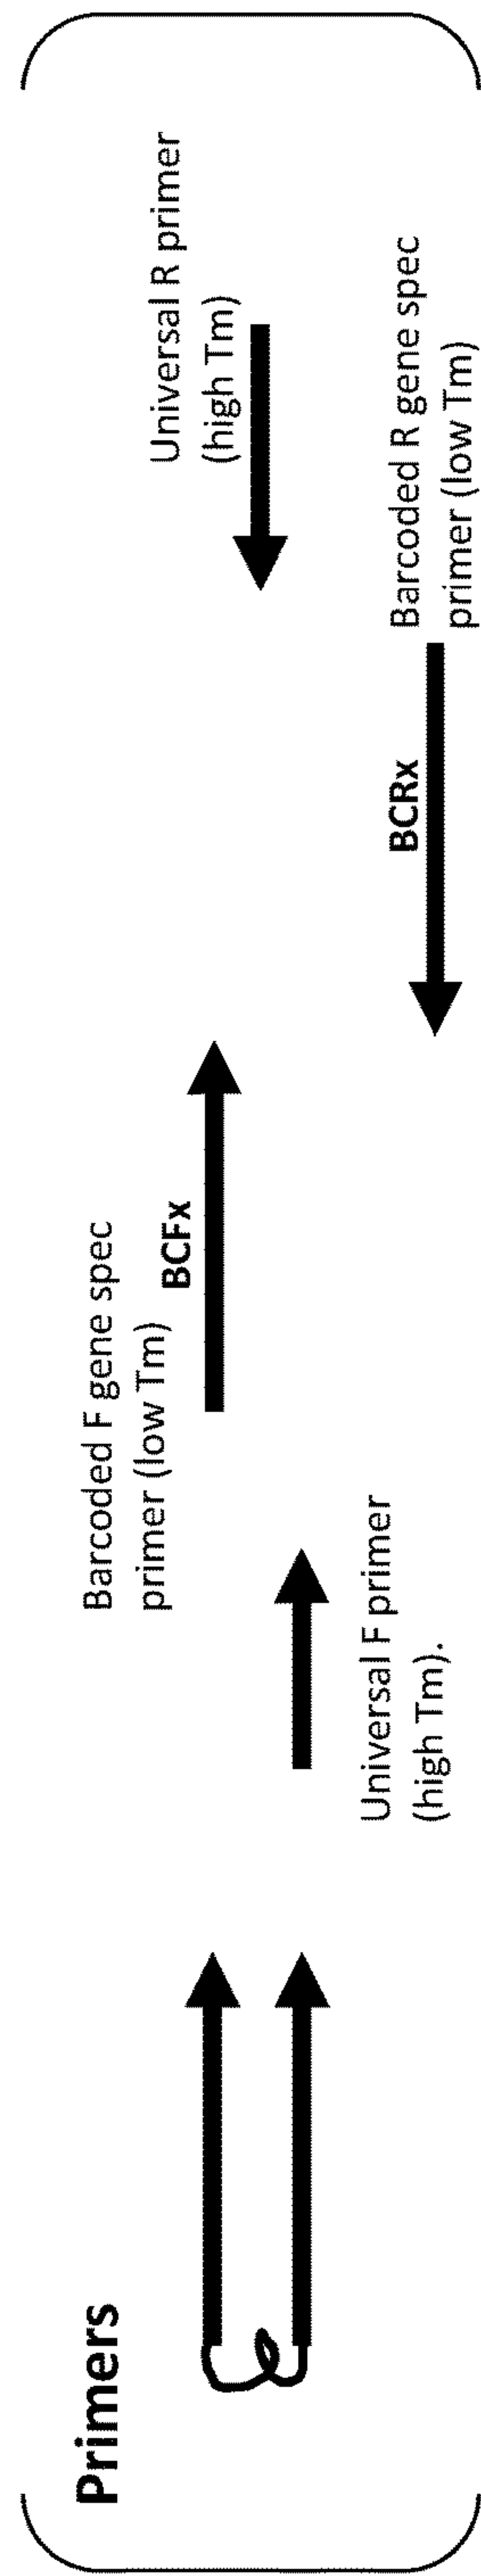 Primers
Barcoded F gene spec
primer (low Tm)
BCFx
Universal F primer
(high Tm).
Universal R primer
(high Tm)
BCRx
Barcoded R gene spec
primer (low Tm)